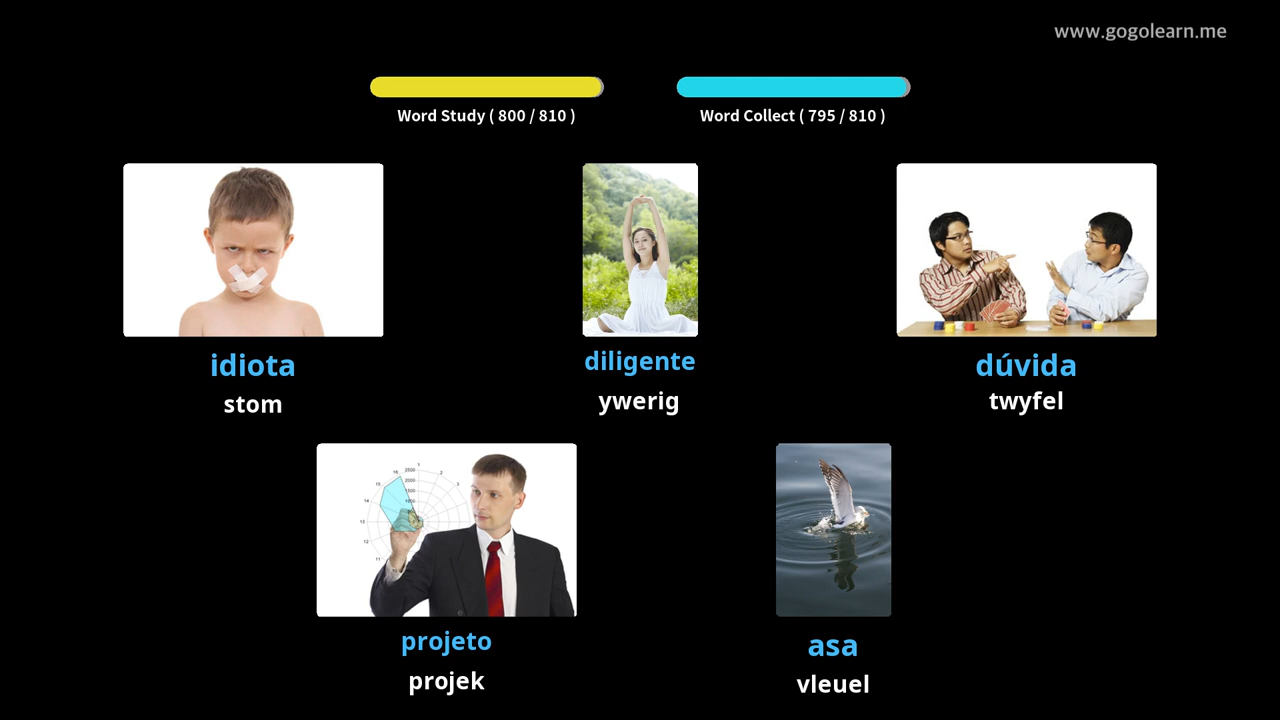 www.gogolearn.me
Word Study ( 800 / 810 )
Word Collect ( 795 / 810 )
idiota
stom
diligente
ywerig
dúvida
twyfel
projeto
projek
asa
vleuel